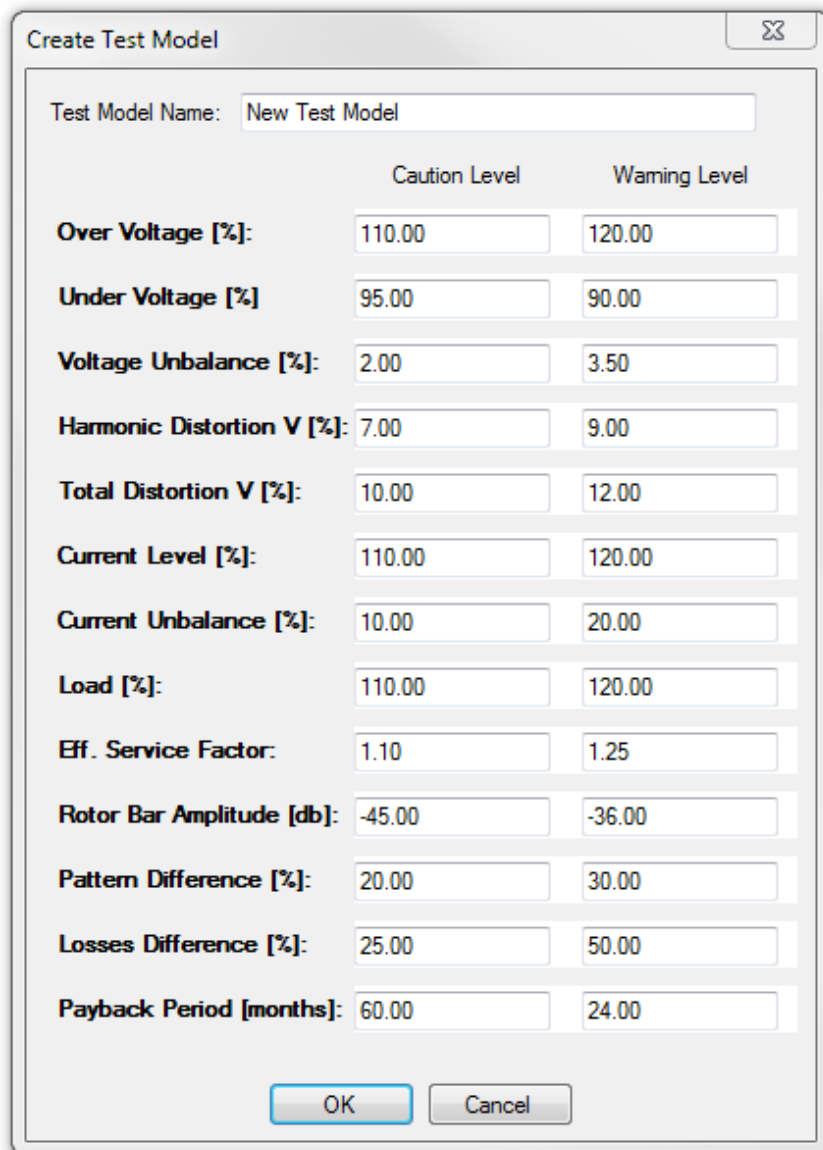 Create Test Model
Test Model Name: New Test Model
Caution Level Warning Level
Over Voltage [%]: 110.00 120.00
Under Voltage [%] 95.00 90.00
Voltage Unbalance [%]: 2.00 3.50
Harmonic Distortion V [%]: 7.00 9.00
Total Distortion V [%]: 10.00 12.00
Current Level [%]: 110.00 120.00
Current Unbalance [%]: 10.00 20.00
Load [%]: 110.00 120.00
Eff. Service Factor: 1.10 1.25
Rotor Bar Amplitude [db]: -45.00 -36.00
Pattern Difference [%]: 20.00 30.00
Losses Difference [%]: 25.00 50.00
Payback Period [months]: 60.00 24.00
OK Cancel